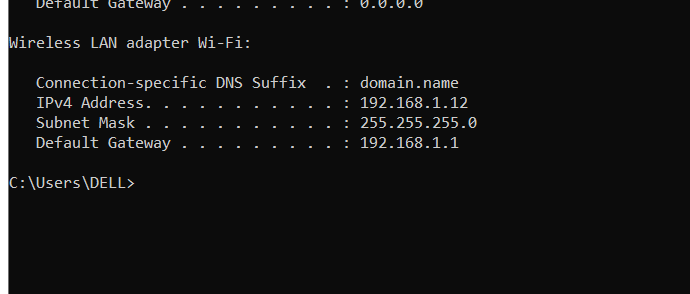 Default Gateway . . . . . . . . . : 0.0.0.0
Wireless LAN adapter Wi-Fi:
Connection-specific DNS Suffix  . : domain.name
IPv4 Address. . . . . . . . . . . : 192.168.1.12
Subnet Mask . . . . . . . . . . . : 255.255.255.0
Default Gateway . . . . . . . . . : 192.168.1.1
C:\Users\DELL>